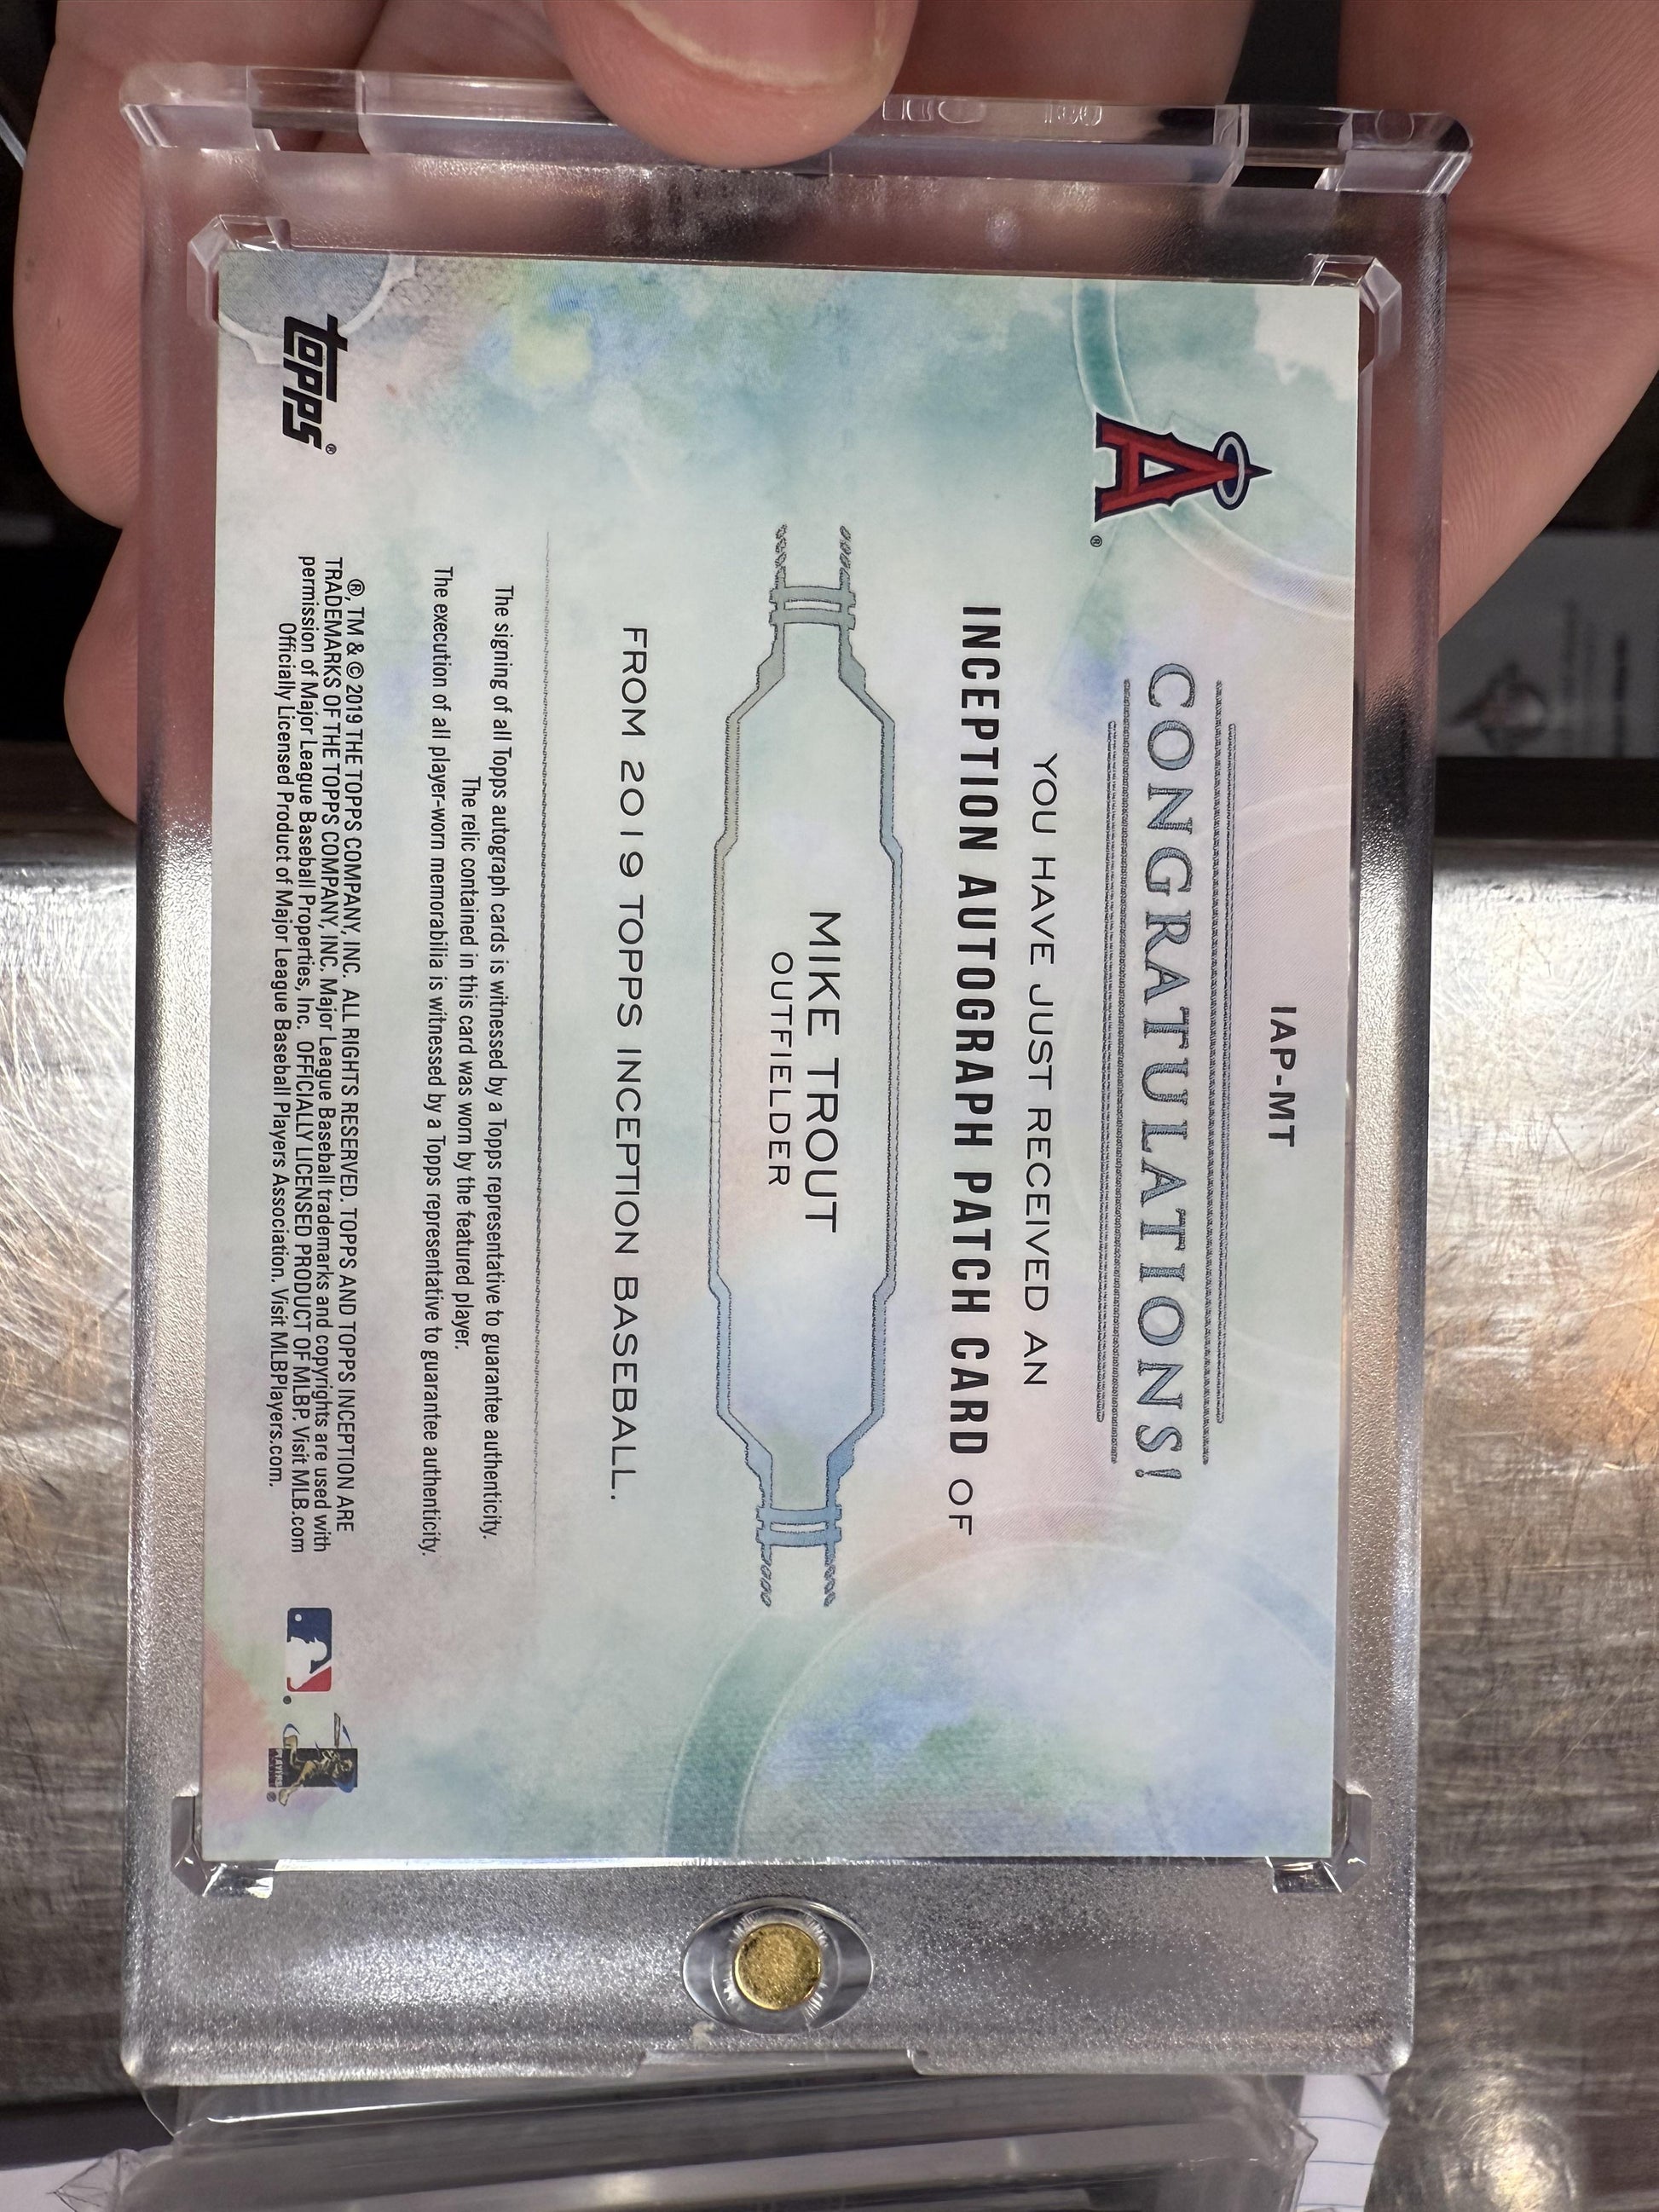 IAP-MT
A®
CONGRATULATIONS!
YOU HAVE JUST RECEIVED AN
INCEPTION AUTOGRAPH PATCH CARD OF
MIKE TROUT
OUTFIELDER
FROM 2019 TOPPS INCEPTION BASEBALL.
The signing of all Topps autograph cards is witnessed by a Topps representative to guarantee authenticity.
The relic contained in this card was worn by the featured player.
The execution of all player-worn memorabilia is witnessed by a Topps representative to guarantee authenticity.
topps®
®, TM & © 2019 THE TOPPS COMPANY, INC. ALL RIGHTS RESERVED. TOPPS AND TOPPS INCEPTION ARE
TRADEMARKS OF THE TOPPS COMPANY, INC. Major League Baseball trademarks and copyrights are used with
permission of Major League Baseball Properties, Inc. OFFICIALLY LICENSED PRODUCT OF MLBP. Visit MLB.com
Officially Licensed Product of Major League Baseball Players Association. Visit MLBPlayers.com.
®
PLAYERS
®